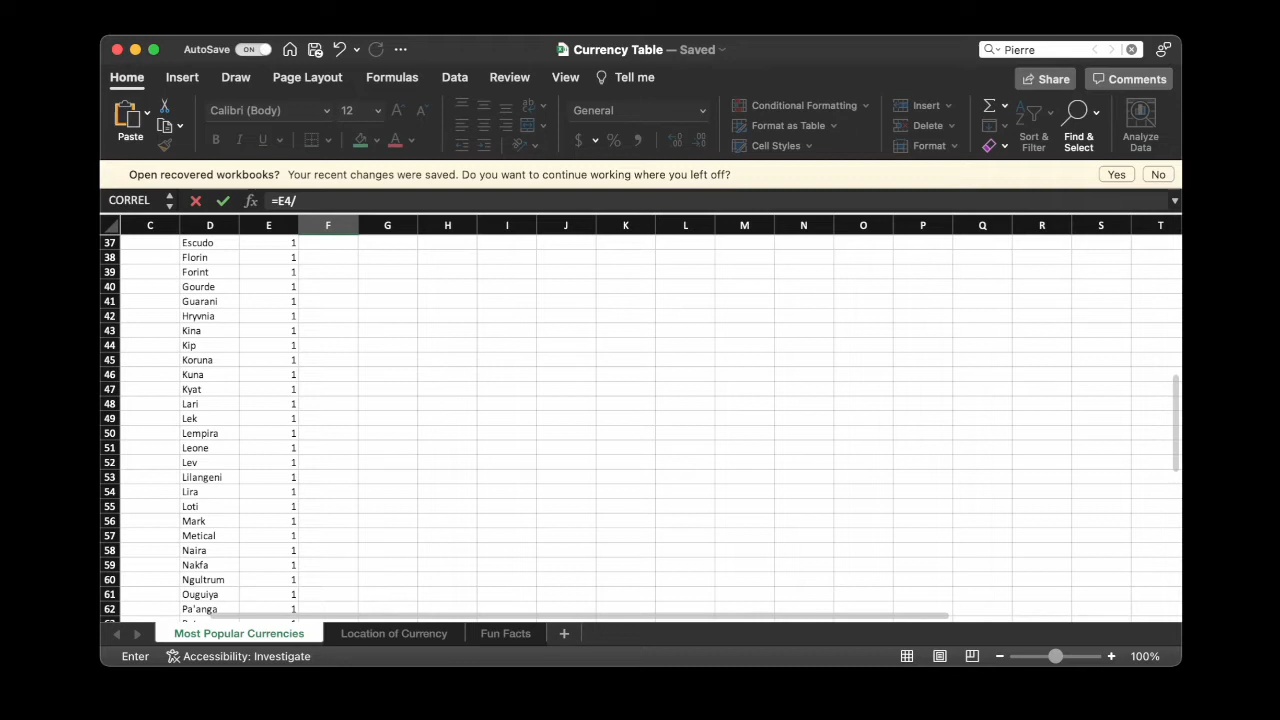 AutoSave ON Currency Table — Saved Pierre
Home Insert Draw Page Layout Formulas Data Review View Tell me Share Comments
Paste Calibri (Body) 12 A A General Conditional Formatting Insert
B I U A $ % Format as Table Delete Sort & Filter Find & Select Analyze Data
Cell Styles Format
Open recovered workbooks? Your recent changes were saved. Do you want to continue working where you left off? Yes No
CORREL fx =E4/
C D E F G H I J K L M N O P Q R S T
37 Escudo 1
38 Florin 1
39 Forint 1
40 Gourde 1
41 Guarani 1
42 Hryvnia 1
43 Kina 1
44 Kip 1
45 Koruna 1
46 Kuna 1
47 Kyat 1
48 Lari 1
49 Lek 1
50 Lempira 1
51 Leone 1
52 Lev 1
53 Lilangeni 1
54 Lira 1
55 Loti 1
56 Mark 1
57 Metical 1
58 Naira 1
59 Nakfa 1
60 Ngultrum 1
61 Ouguiya 1
62 Pa'anga 1
Most Popular Currencies Location of Currency Fun Facts +
Enter Accessibility: Investigate 100%